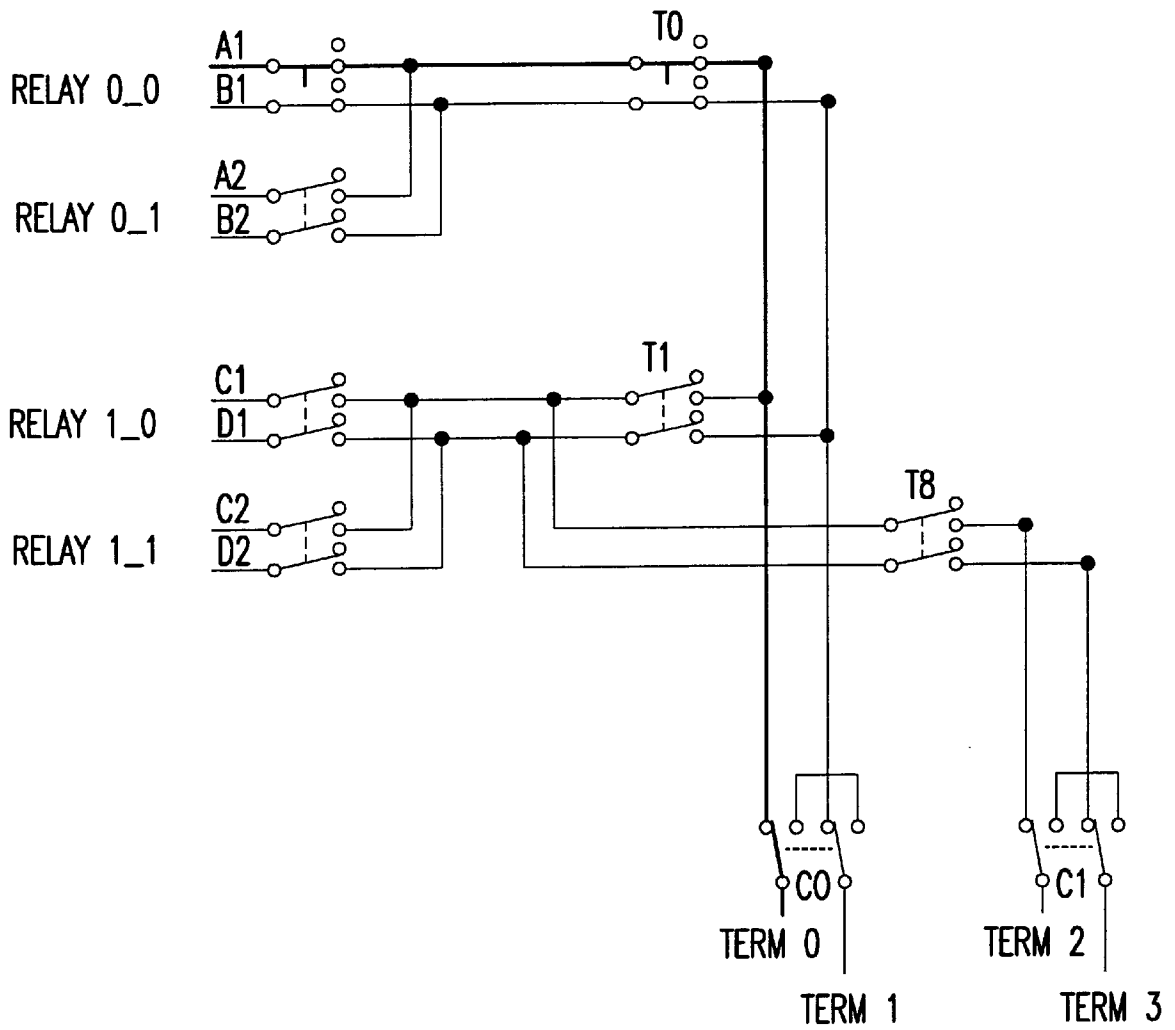 A1
T0
RELAY 0_0
B1
A2
RELAY 0_1
B2
C1
T1
RELAY 1_0
D1
C2
T8
RELAY 1_1
D2
C0
C1
TERM 0
TERM 2
TERM 1
TERM 3